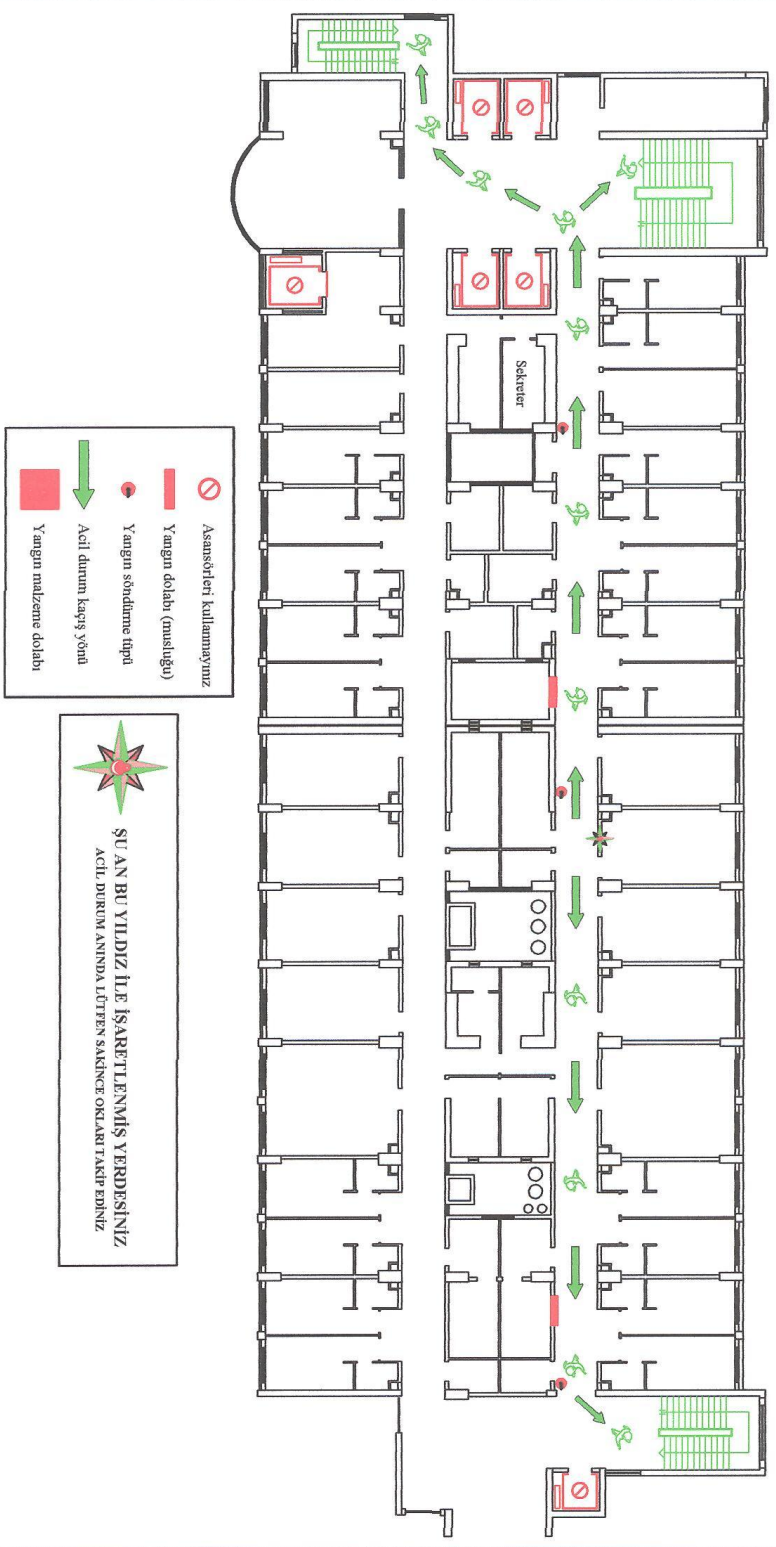 Sekreter
Asansörleri kullanmayınız
Yangın dolabı (musluğu)
Yangın söndürme tüpü
Acil durum kaçış yönü
Yangın malzeme dolabı
ŞU AN BU YILDIZ İLE İŞARETLENMİŞ YERDESİNİZ
ACİL DURUM ANINDA LÜTFEN SAKİNCE OKLARI TAKİP EDİNİZ